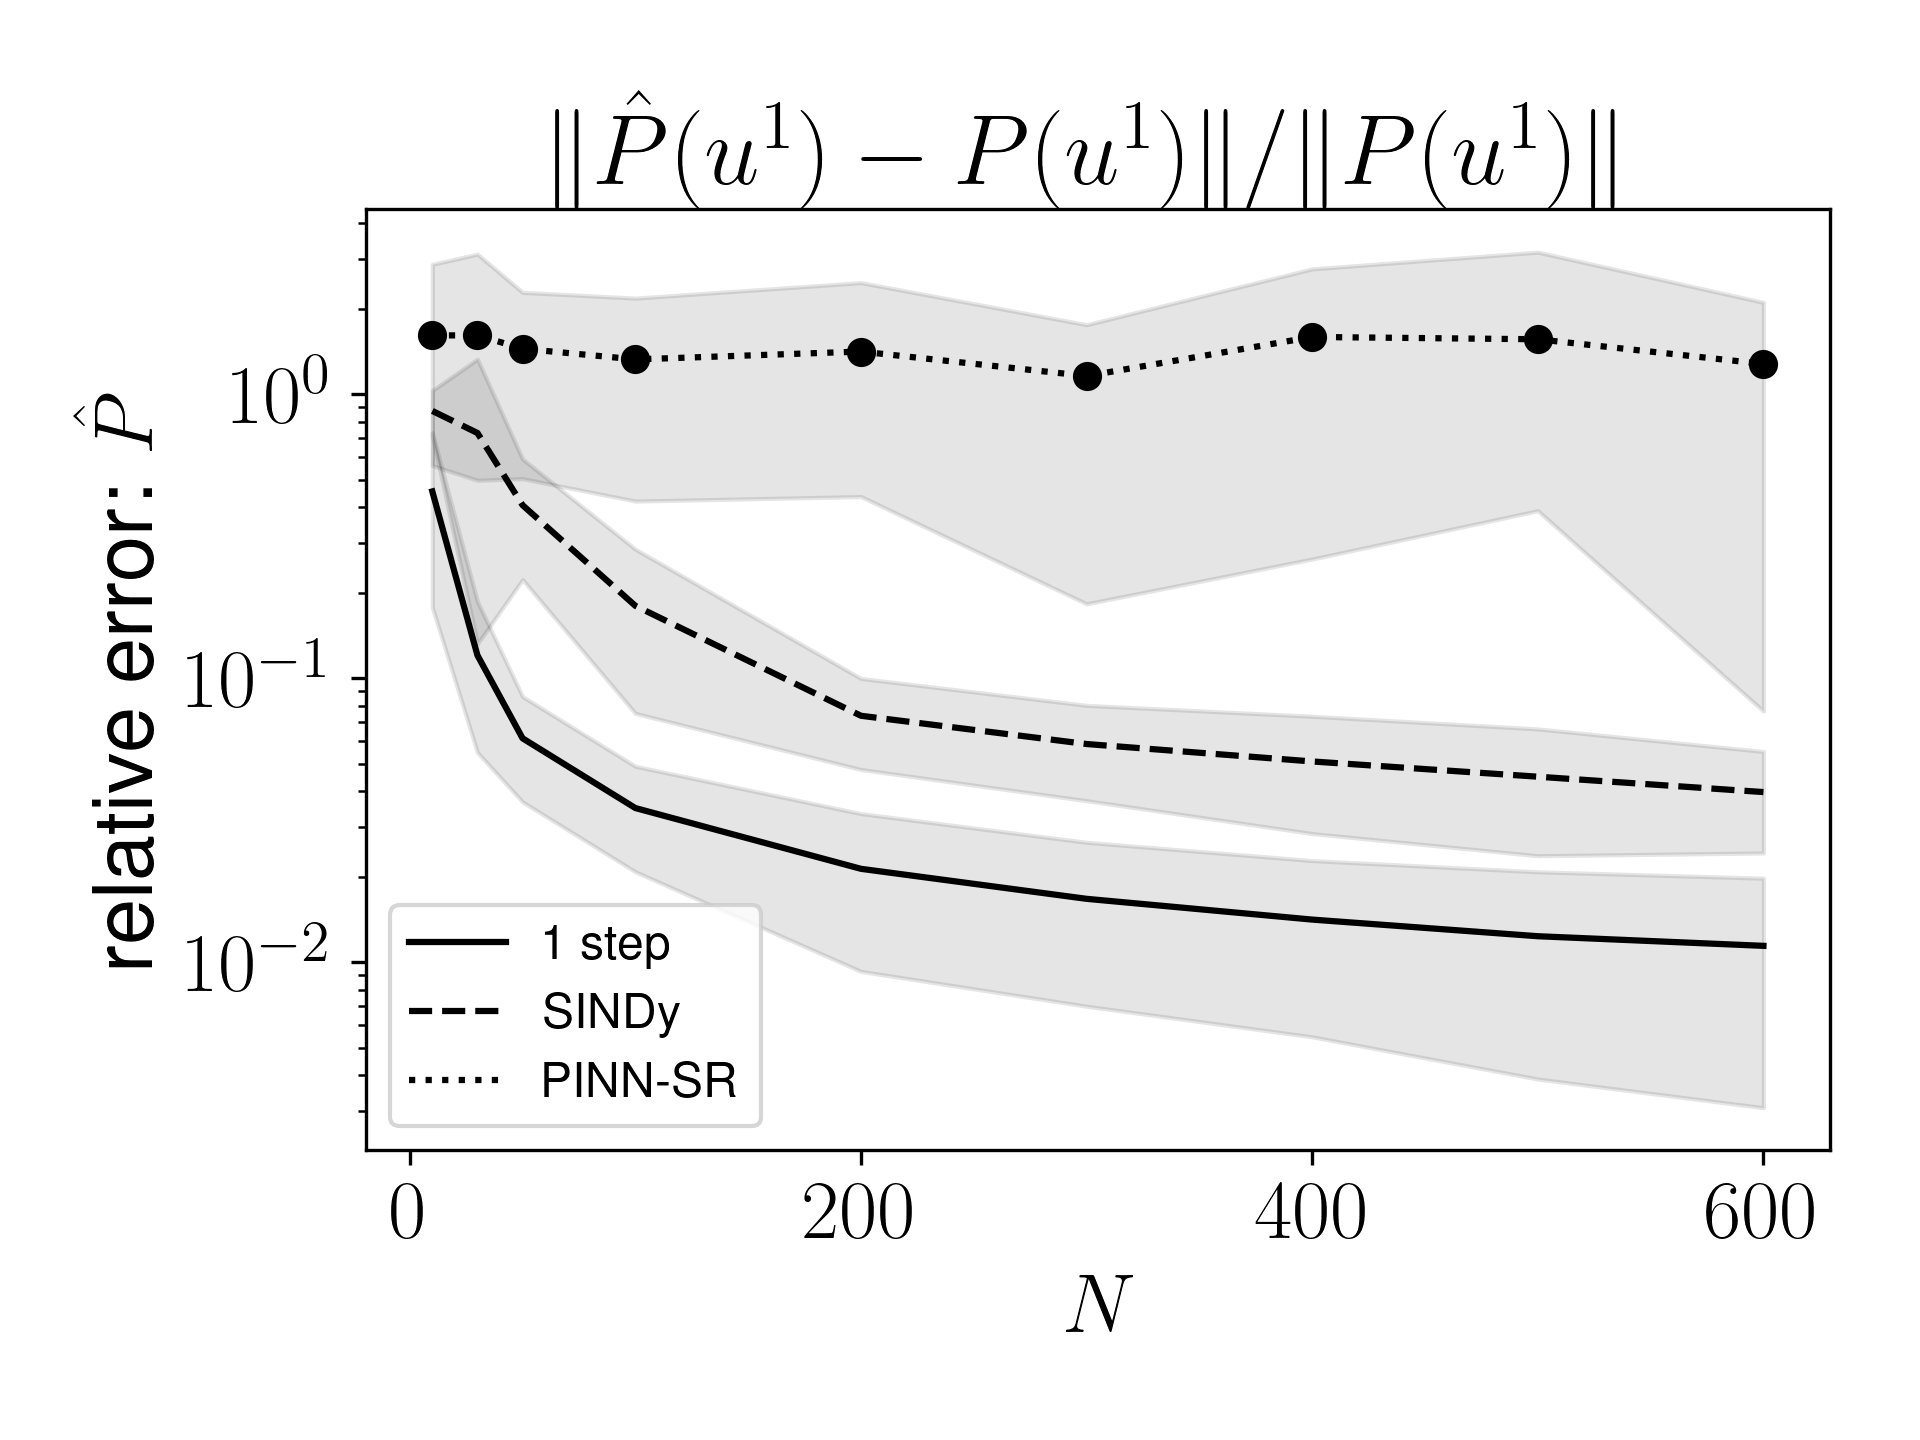 ‖P̂(u¹) − P(u¹)‖/‖P(u¹)‖
relative error: P̂
10⁰
10⁻¹
10⁻²
1 step
SINDy
PINN-SR
0 200 400 600
N